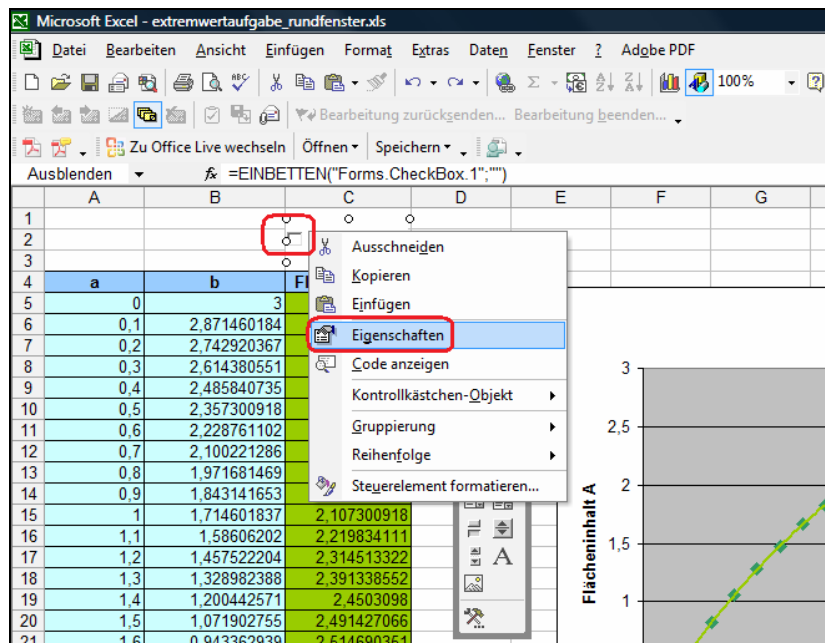 Microsoft Excel - extremwertaufgabe_rundfenster.xls
Datei Bearbeiten Ansicht Einfügen Format Extras Daten Fenster ? Adobe PDF
100%
Bearbeitung zurücksenden... Bearbeitung beenden...
Zu Office Live wechseln Öffnen Speichern
Ausblenden fx =EINBETTEN("Forms.CheckBox.1";"")
A B C D E F G
1
2
3
4 a b
5 0 3
6 0,1 2,871460184
7 0,2 2,742920367
8 0,3 2,614380551
9 0,4 2,485840735
10 0,5 2,357300918
11 0,6 2,228761102
12 0,7 2,100221286
13 0,8 1,971681469
14 0,9 1,843141653
15 1 1,714601837 2,107300918
16 1,1 1,58606202 2,219834111
17 1,2 1,457522204 2,314513322
18 1,3 1,328982388 2,391338552
19 1,4 1,200442571 2,4503098
20 1,5 1,071902755 2,491427066
21 1,6 0,943362939 2,514690351
Ausschneiden
Kopieren
Einfügen
Eigenschaften
Code anzeigen
Kontrollkästchen-Objekt
Gruppierung
Reihenfolge
Steuerelement formatieren...
A
Flächeninhalt A
3
2,5
2
1,5
1